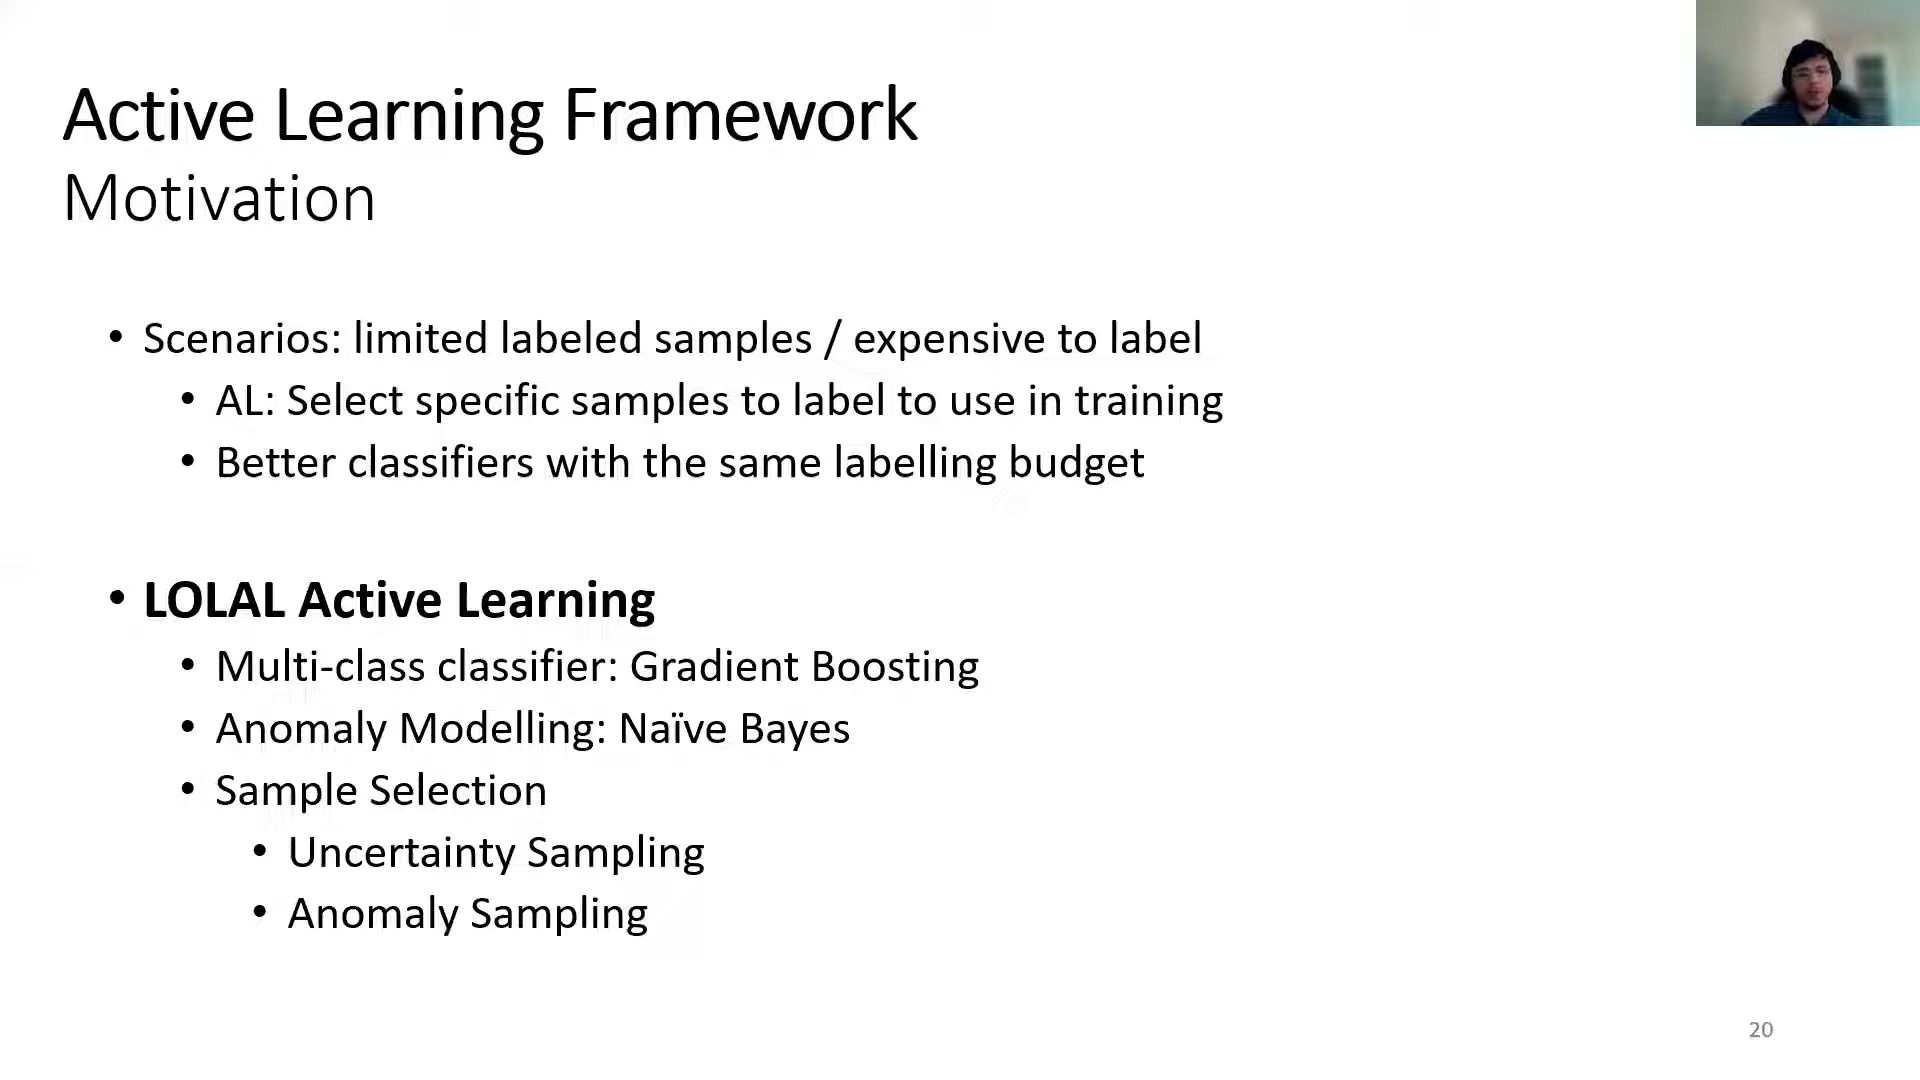 Active Learning Framework
Motivation
• Scenarios: limited labeled samples / expensive to label
• AL: Select specific samples to label to use in training
• Better classifiers with the same labelling budget
• LOLAL Active Learning
• Multi-class classifier: Gradient Boosting
• Anomaly Modelling: Naïve Bayes
• Sample Selection
• Uncertainty Sampling
• Anomaly Sampling
20